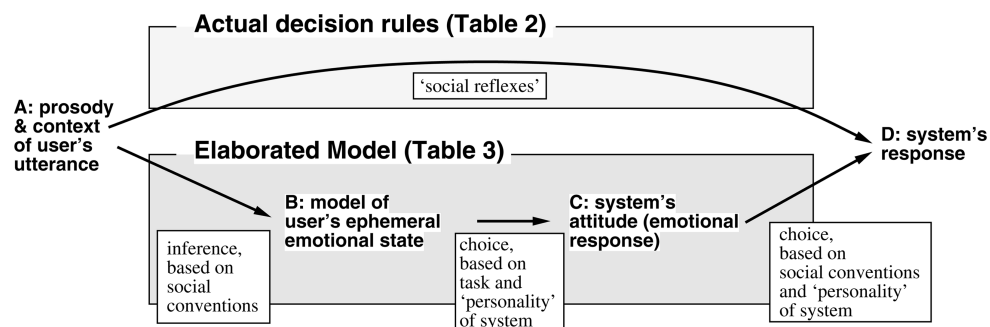 Actual decision rules (Table 2)
‘social reflexes’
A: prosody
& context
of user’s
utterance
D: system’s
response
Elaborated Model (Table 3)
B: model of
user’s ephemeral
emotional state
C: system’s
attitude (emotional
response)
inference,
based on
social
conventions
choice,
based on
task and
‘personality’
of system
choice,
based on
social conventions
and ‘personality’
of system